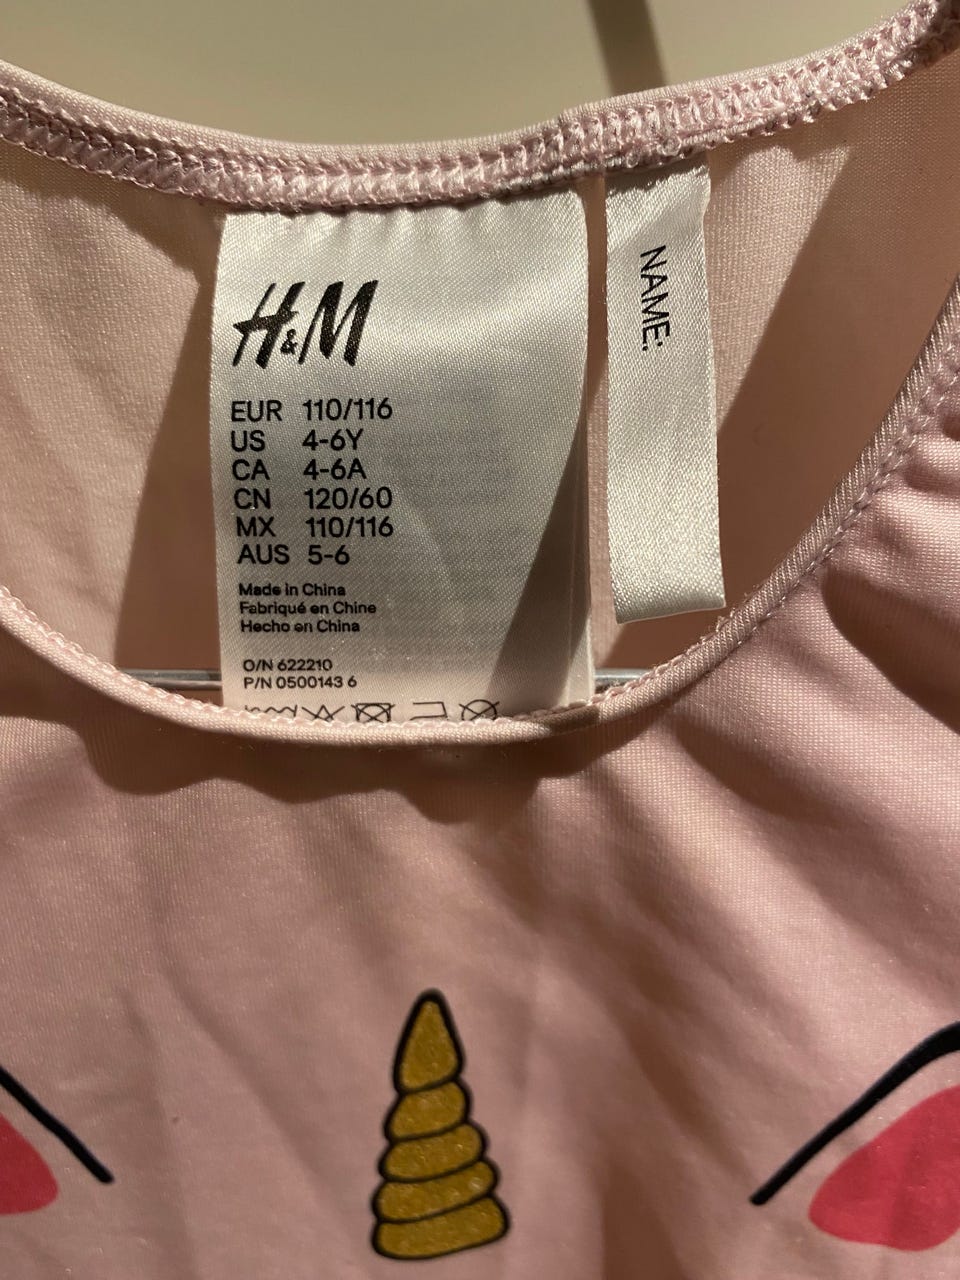 H&M
EUR 110/116
US 4-6Y
CA 4-6A
CN 120/60
MX 110/116
AUS 5-6
Made in China
Fabriqué en Chine
Hecho en China
O/N 622210
P/N 0500143 6
NAME: